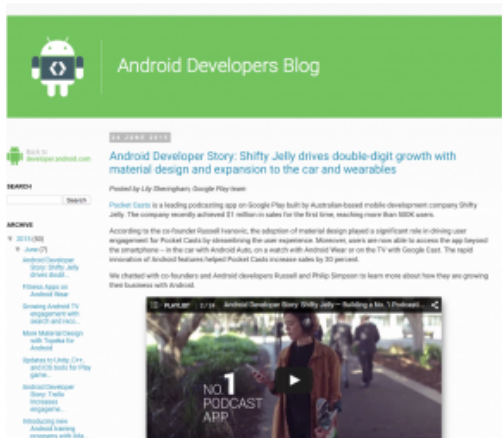 Android Developers Blog
Back to
developer.android.com
SEARCH
Search
ARCHIVE
▼ 2015 (50)
▼ June (7)
Android Developer
Story: Shifty Jelly
drives doubl...
Fitness Apps on
Android Wear
Growing Android TV
engagement with
search and reco...
More Material Design
with Topeka for
Android
Updates to Unity, C++,
and iOS tools for Play
game...
Android Developer
Story: Trello
increases
engageme...
Introducing new
Android training
programs with Uda...
JUNE 2015
Android Developer Story: Shifty Jelly drives double-digit growth with
material design and expansion to the car and wearables
Posted by Lily Sheringham, Google Play team
Pocket Casts is a leading podcasting app on Google Play built by Australian-based mobile development company Shifty
Jelly. The company recently achieved $1 million in sales for the first time, reaching more than 500K users.
According to the co-founder Russell Ivanovic, the adoption of material design played a significant role in driving user
engagement for Pocket Casts by streamlining the user experience. Moreover, users are now able to access the app beyond
the smartphone -- in the car with Android Auto, on a watch with Android Wear or on the TV with Google Cast. The rapid
innovation of Android features helped Pocket Casts increase sales by 30 percent.
We chatted with co-founders and Android developers Russell and Philip Simpson to learn more about how they are growing
their business with Android.
PLAYLIST
Android Developer Story: Shifty Jelly — Building a No. 1 Podcast...
NO.1
PODCAST
APP